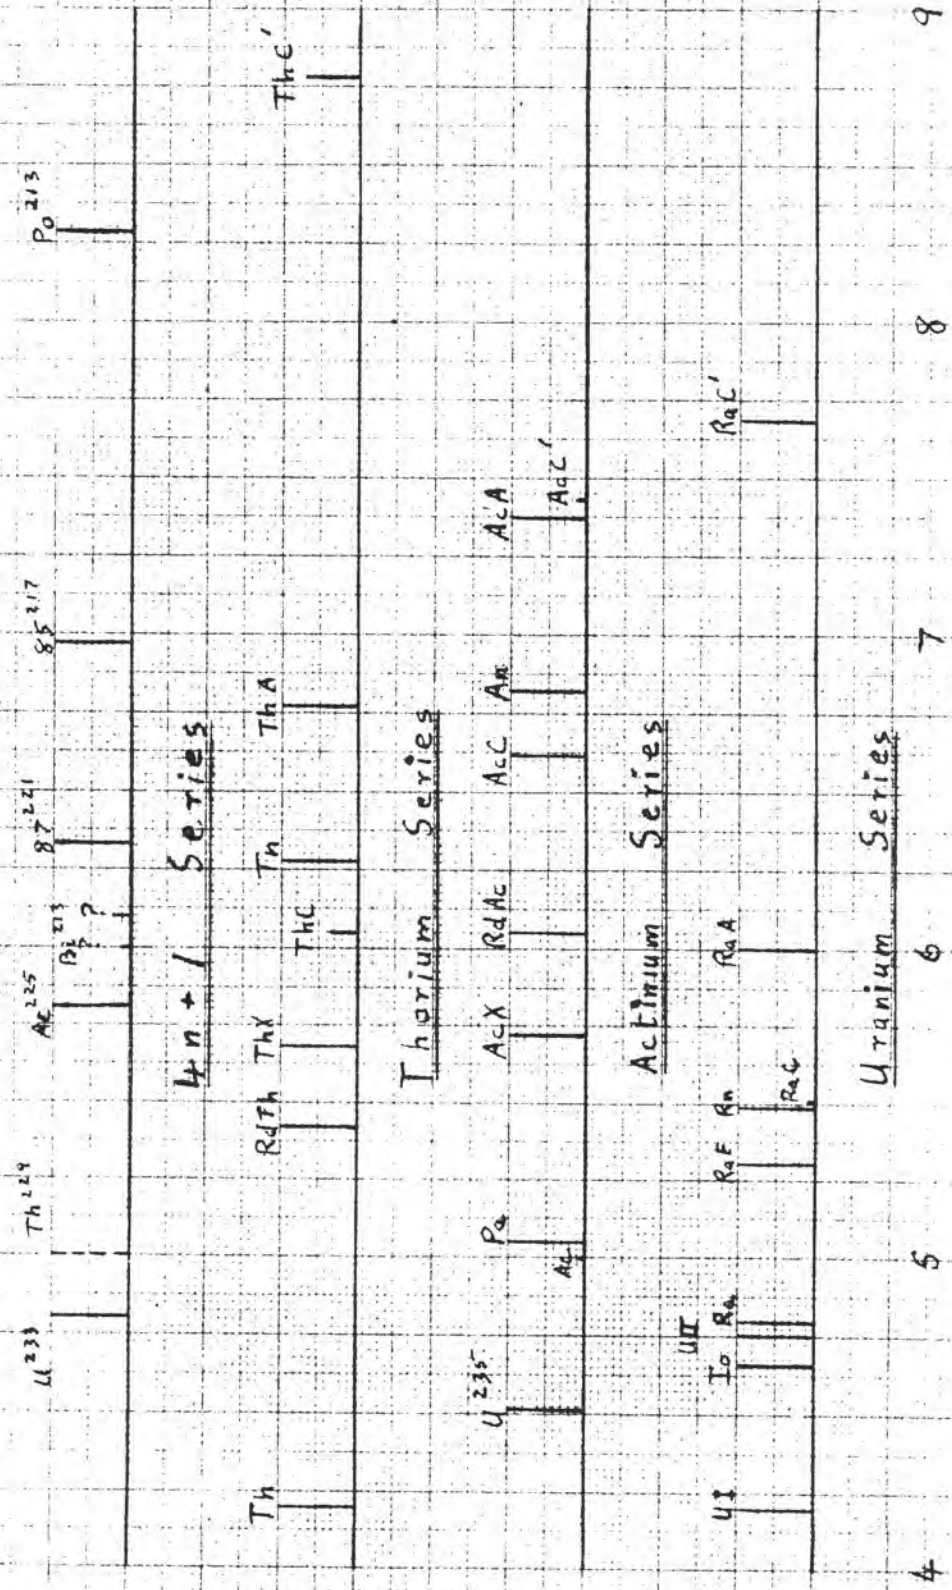 U²³³ Th²²⁹ Ac²²⁵ Bi²¹³ ? ? 87²²¹ 85²¹⁷ Po²¹³
4n + 1 Series
Th RdTh ThX ThC Tn ThA ThC'
Thorium Series
U²³⁵ Ac Pa AcX RdAc AcC An AcA AcC'
Actinium Series
UI Io UII Ra RaF Rn RaC RaA RaC'
Uranium Series
4 5 6 7 8 9